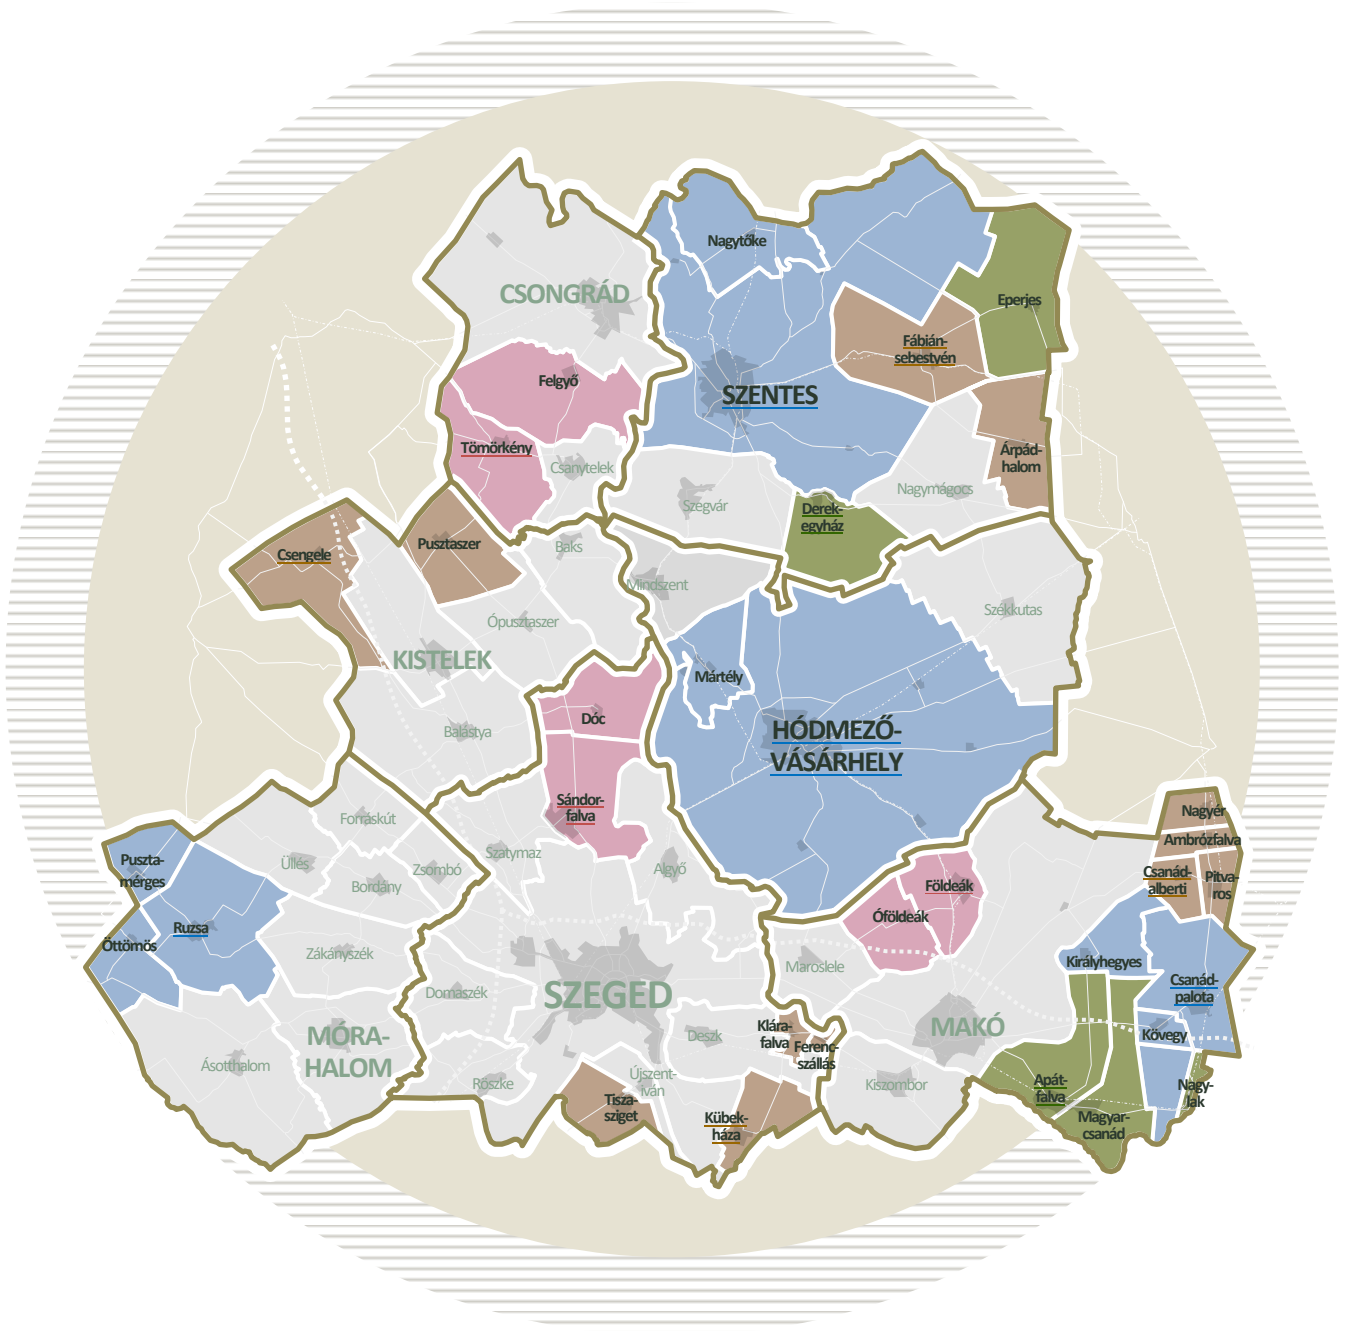 Nagytőke
CSONGRÁD
Eperjes
Fábián-
sebestyén
Felgyő
SZENTES
Tömörkény
Csanytelek
Árpád-
halom
Nagymágocs
Szegvár
Derek-
egyház
Csengele
Pusztaszer
Baks
Mindszent
Székkutas
Ópusztaszer
KISTELEK
Mártély
Dóc
Balástya
HÓDMEZŐ-
VÁSÁRHELY
Sándor-
falva
Nagyér
Forráskút
Ambrózfalva
Puszta-
mérges
Üllés
Zsombó
Szatymaz
Algyő
Csanád-
alberti
Pitva-
ros
Bordány
Földeák
Óföldeák
Ruzsa
Öttömös
Zákányszék
Maroslele
Királyhegyes
Domaszék
SZEGED
Csanád-
palota
MAKÓ
Klára-
falva
Deszk
Kövegy
MÓRA-
HALOM
Ferenc-
szállás
Ásotthalom
Röszke
Újszent-
iván
Kiszombor
Apát-
falva
Nagy-
lak
Tisza-
sziget
Kübek-
háza
Magyar-
csanád